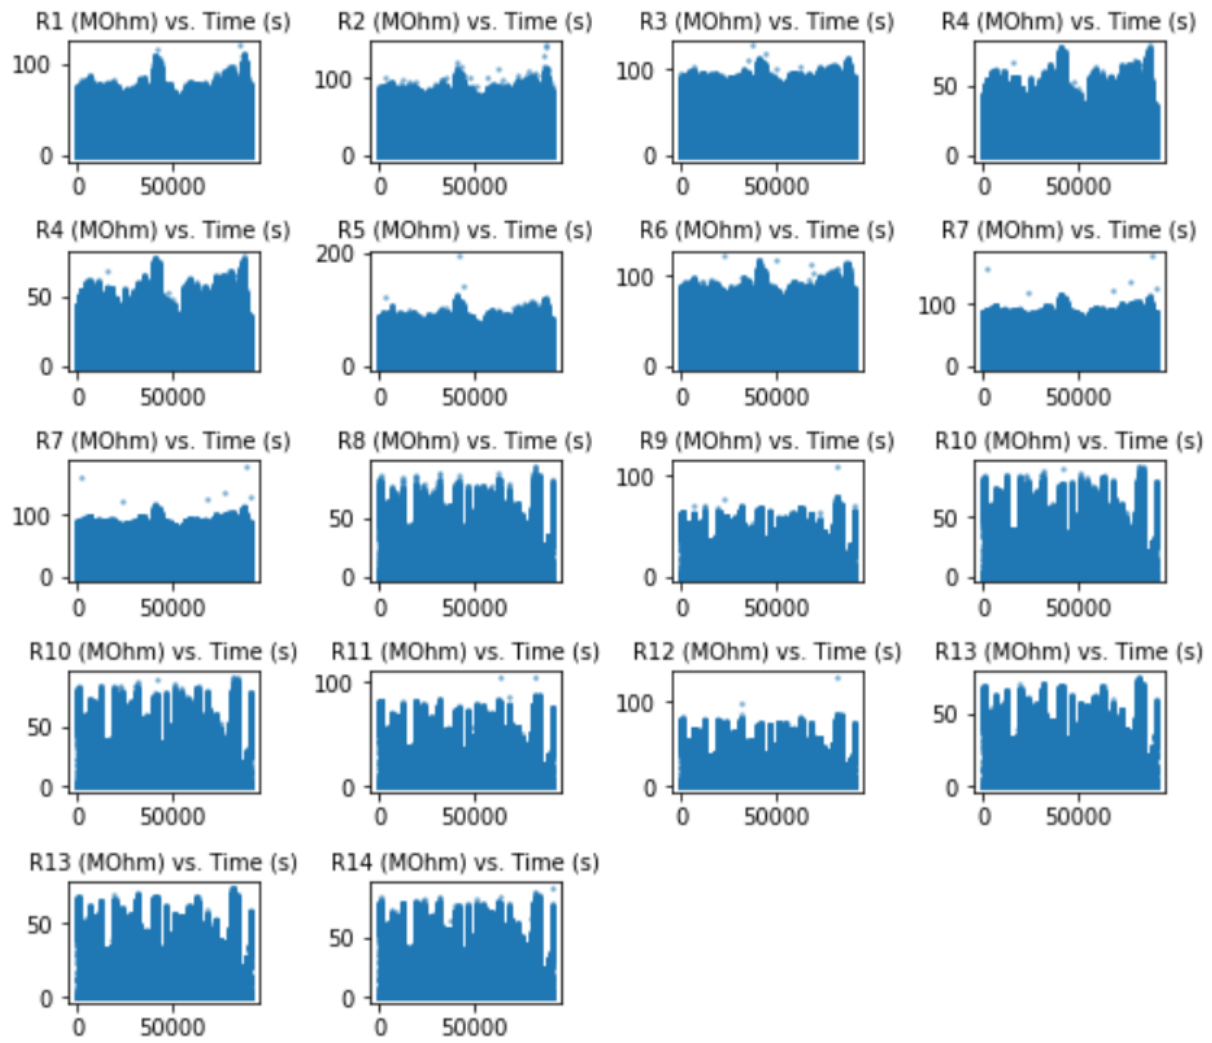 R1 (MOhm) vs. Time (s) R2 (MOhm) vs. Time (s) R3 (MOhm) vs. Time (s) R4 (MOhm) vs. Time (s)
100 100 100 50
0 0 0 0
0 50000 0 50000 0 50000 0 50000
R4 (MOhm) vs. Time (s) R5 (MOhm) vs. Time (s) R6 (MOhm) vs. Time (s) R7 (MOhm) vs. Time (s)
50 200 100 100
0 0 0 0
0 50000 0 50000 0 50000 0 50000
R7 (MOhm) vs. Time (s) R8 (MOhm) vs. Time (s) R9 (MOhm) vs. Time (s) R10 (MOhm) vs. Time (s)
100 50 100 50
0 0 0 0
0 50000 0 50000 0 50000 0 50000
R10 (MOhm) vs. Time (s) R11 (MOhm) vs. Time (s) R12 (MOhm) vs. Time (s) R13 (MOhm) vs. Time (s)
50 100 100 50
0 0 0 0
0 50000 0 50000 0 50000 0 50000
R13 (MOhm) vs. Time (s) R14 (MOhm) vs. Time (s)
50 50
0 0
0 50000 0 50000